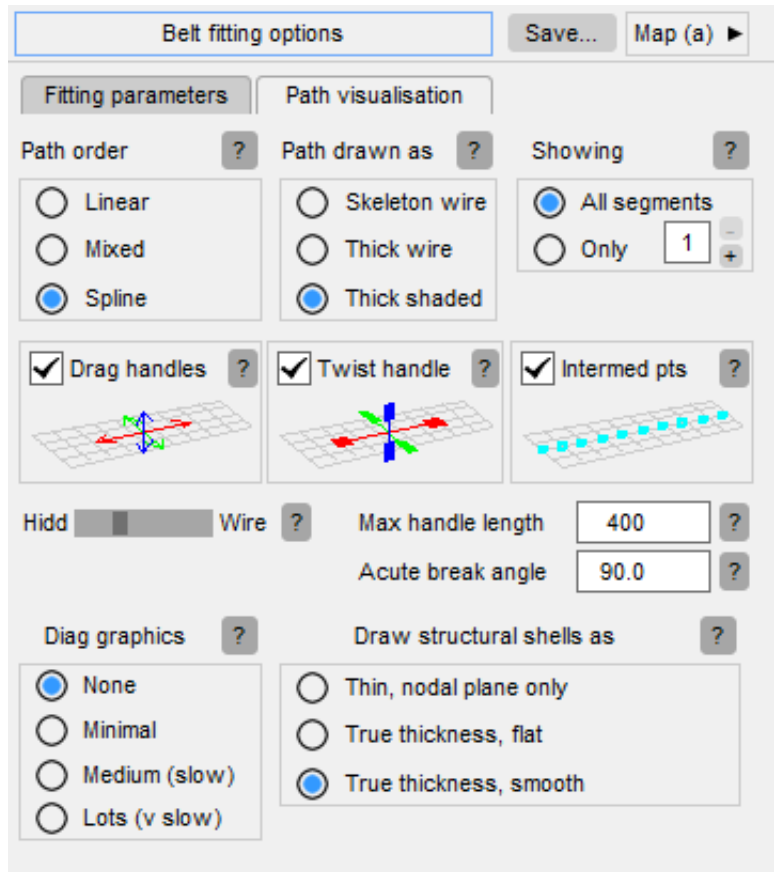 Belt fitting options Save... Map (a) ►
Fitting parameters Path visualisation
Path order ? Path drawn as ? Showing ?
Linear Skeleton wire All segments
Mixed Thick wire Only 1 - +
Spline Thick shaded
Drag handles ? Twist handle ? Intermed pts ?
Hidd Wire ? Max handle length 400 ?
Acute break angle 90.0 ?
Diag graphics ? Draw structural shells as ?
None Thin, nodal plane only
Minimal True thickness, flat
Medium (slow) True thickness, smooth
Lots (v slow)